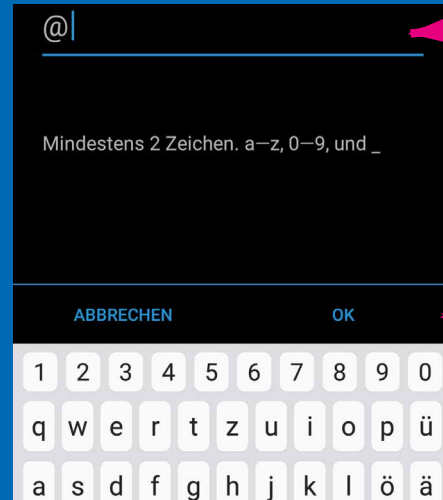 @
Mindestens 2 Zeichen. a—z, 0—9, und _
ABBRECHEN OK
1 2 3 4 5 6 7 8 9 0
q w e r t z u i o p ü
a s d f g h j k l ö ä